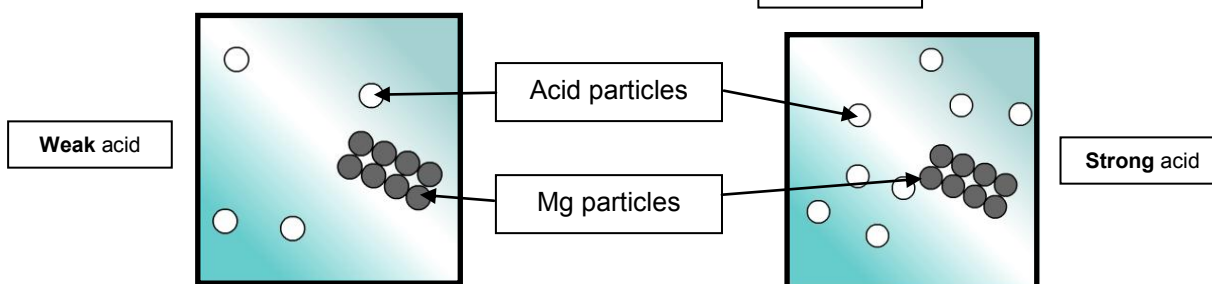 Acid particles
Weak acid
Strong acid
Mg particles